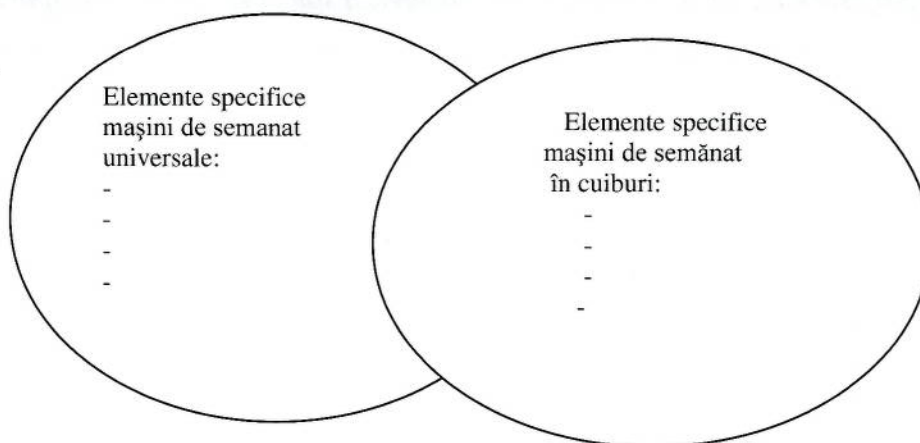 Elemente specifice
maşini de semanat
universale:
-
-
-
-
Elemente specifice
maşini de semănat
în cuiburi:
-
-
-
-